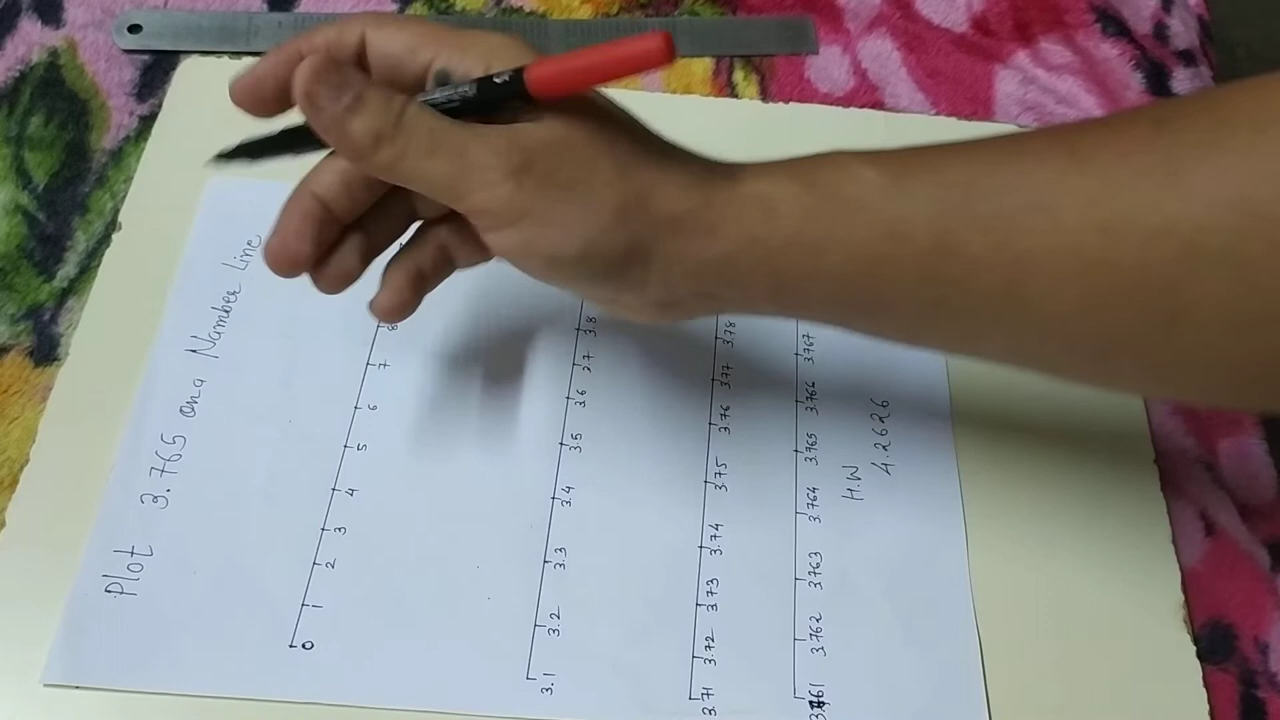 Plot 3.765 on a Namber Line
0 1 2 3 4 5 6 7 8
3.1 3.2 3.3 3.4 3.5 3.6 2.7 3.8
3.71 3.72 3.73 3.74 3.75 3.76 3.77 3.78
3.761 3.762 3.763 3.764 3.765 3.766 3.767
H.W
4.2626